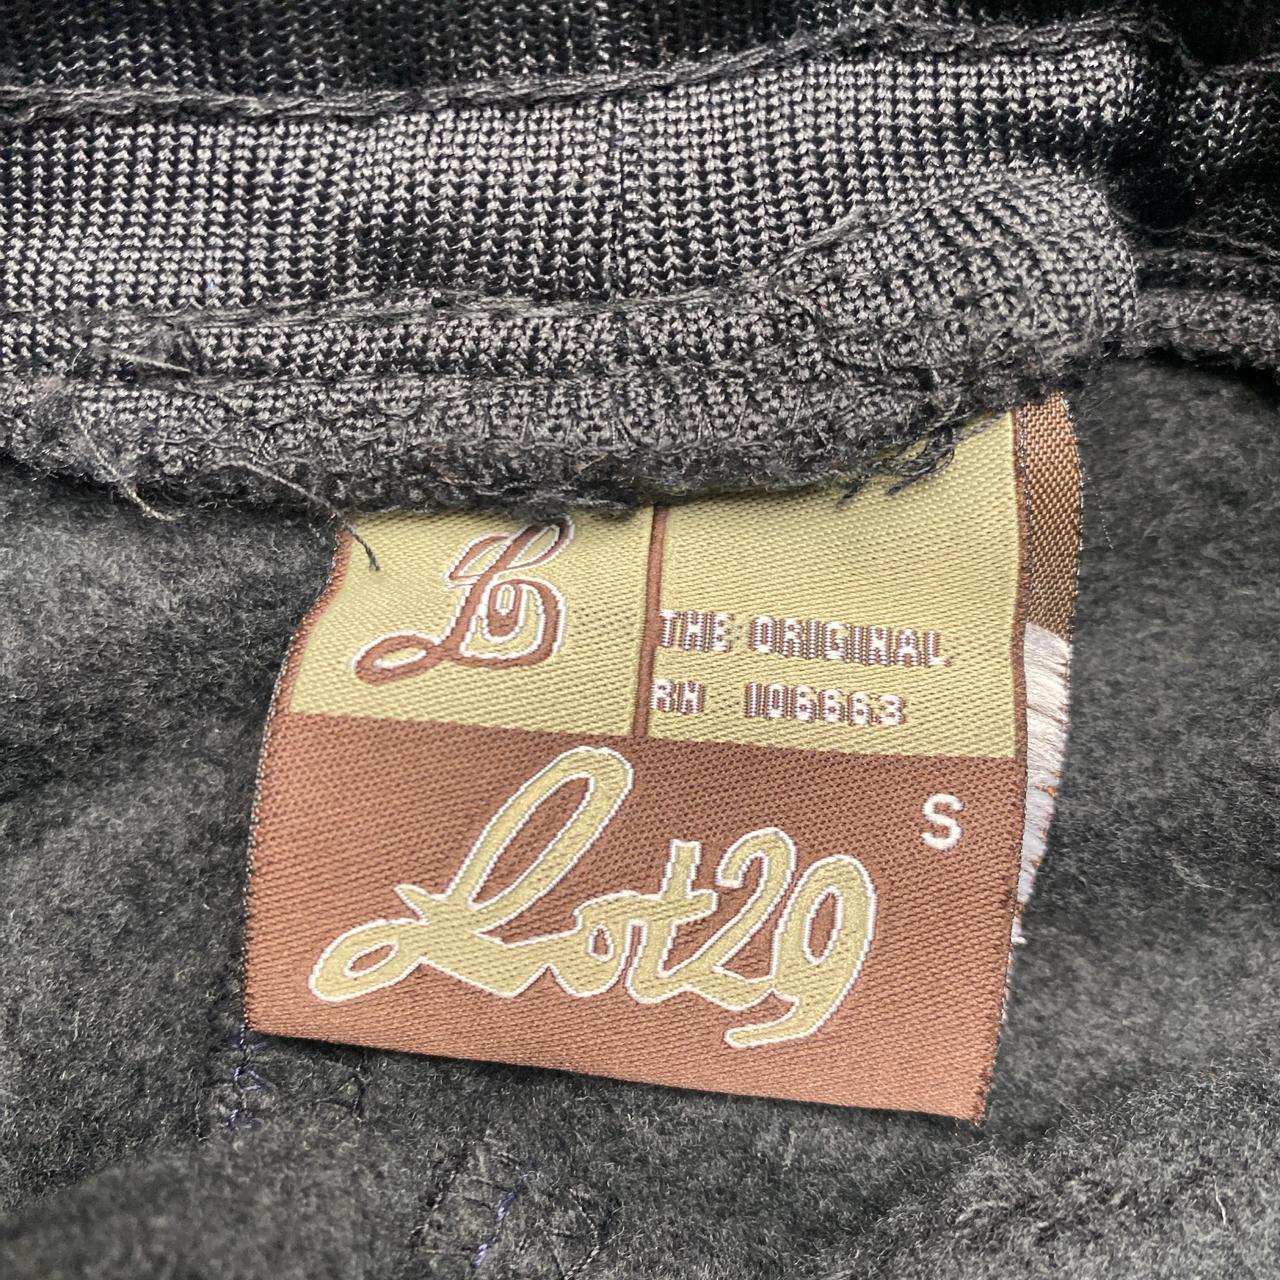 THE ORIGINAL
RN 106663
S
Lot29